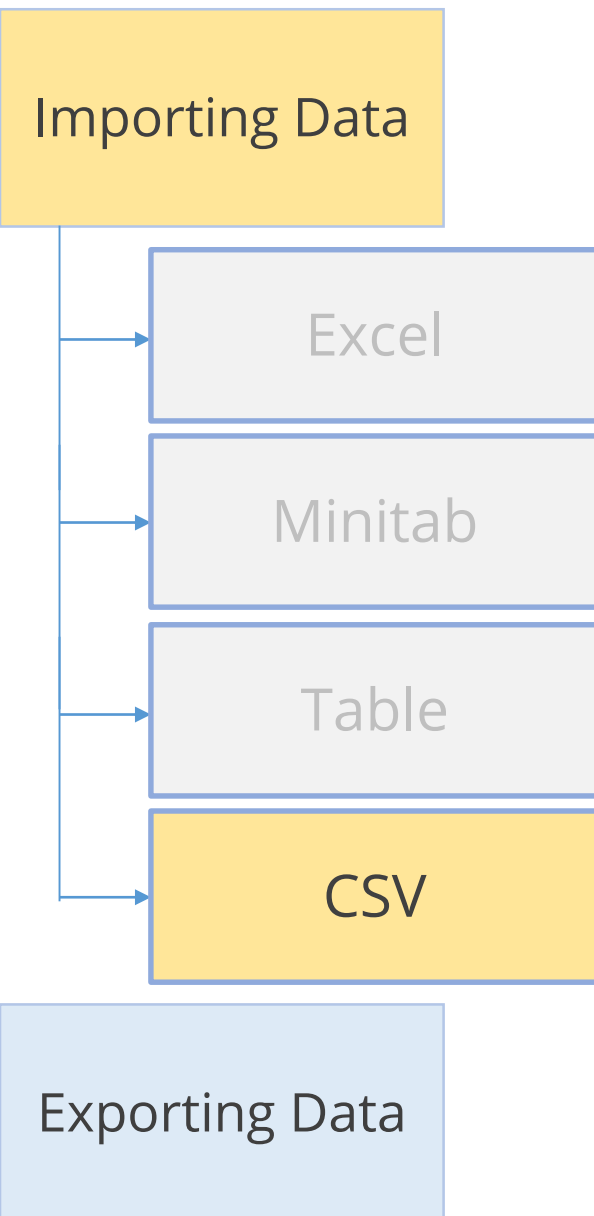 Importing Data
Excel
Minitab
Table
CSV
Exporting Data